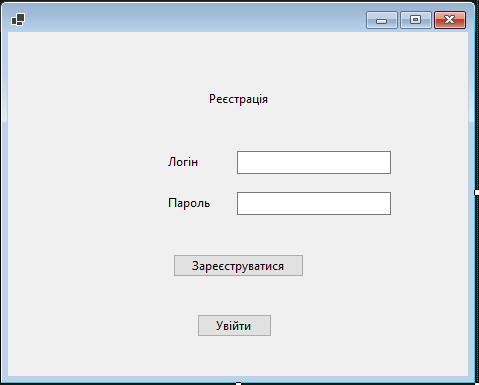 Реєстрація
Логін
Пароль
Зареєструватися
Увійти